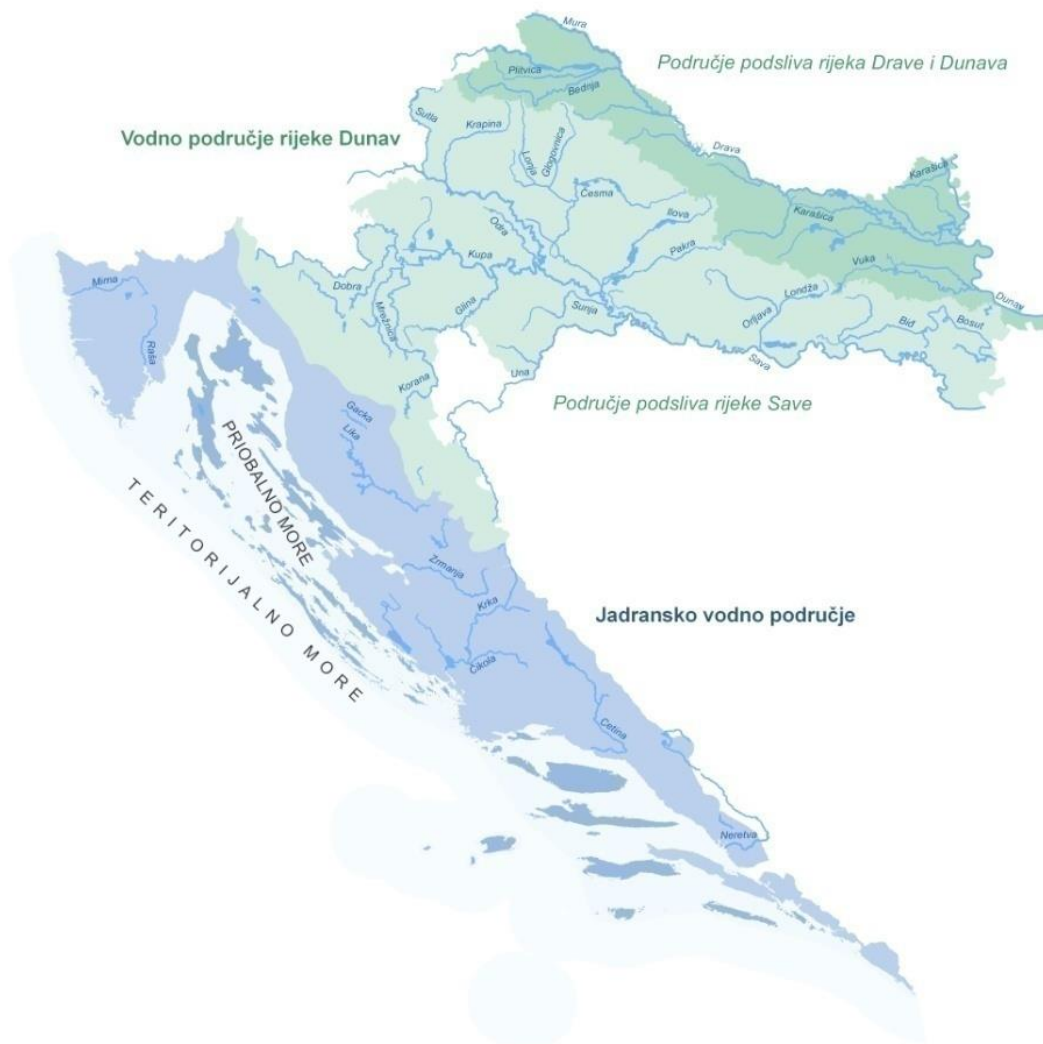 Mura
Područje podsliva rijeka Drave i Dunava
Plitvica
Bednja
Sutla
Krapina
Vodno područje rijeke Dunav
Lonja
Glogovnica
Drava
Karašica
Česma
Ilova
Karašica
Odra
Pakra
Kupa
Vuka
Mirna
Dobra
Mrežnica
Glina
Sunja
Londža
Orljava
Dunav
Biđ
Bosut
Raša
Una
Sava
Korana
Područje podsliva rijeke Save
Gacka
Lika
PRIOBALNO MORE
TERITORIJALNO MORE
Zrmanja
Krka
Jadransko vodno područje
Čikola
Cetina
Neretva